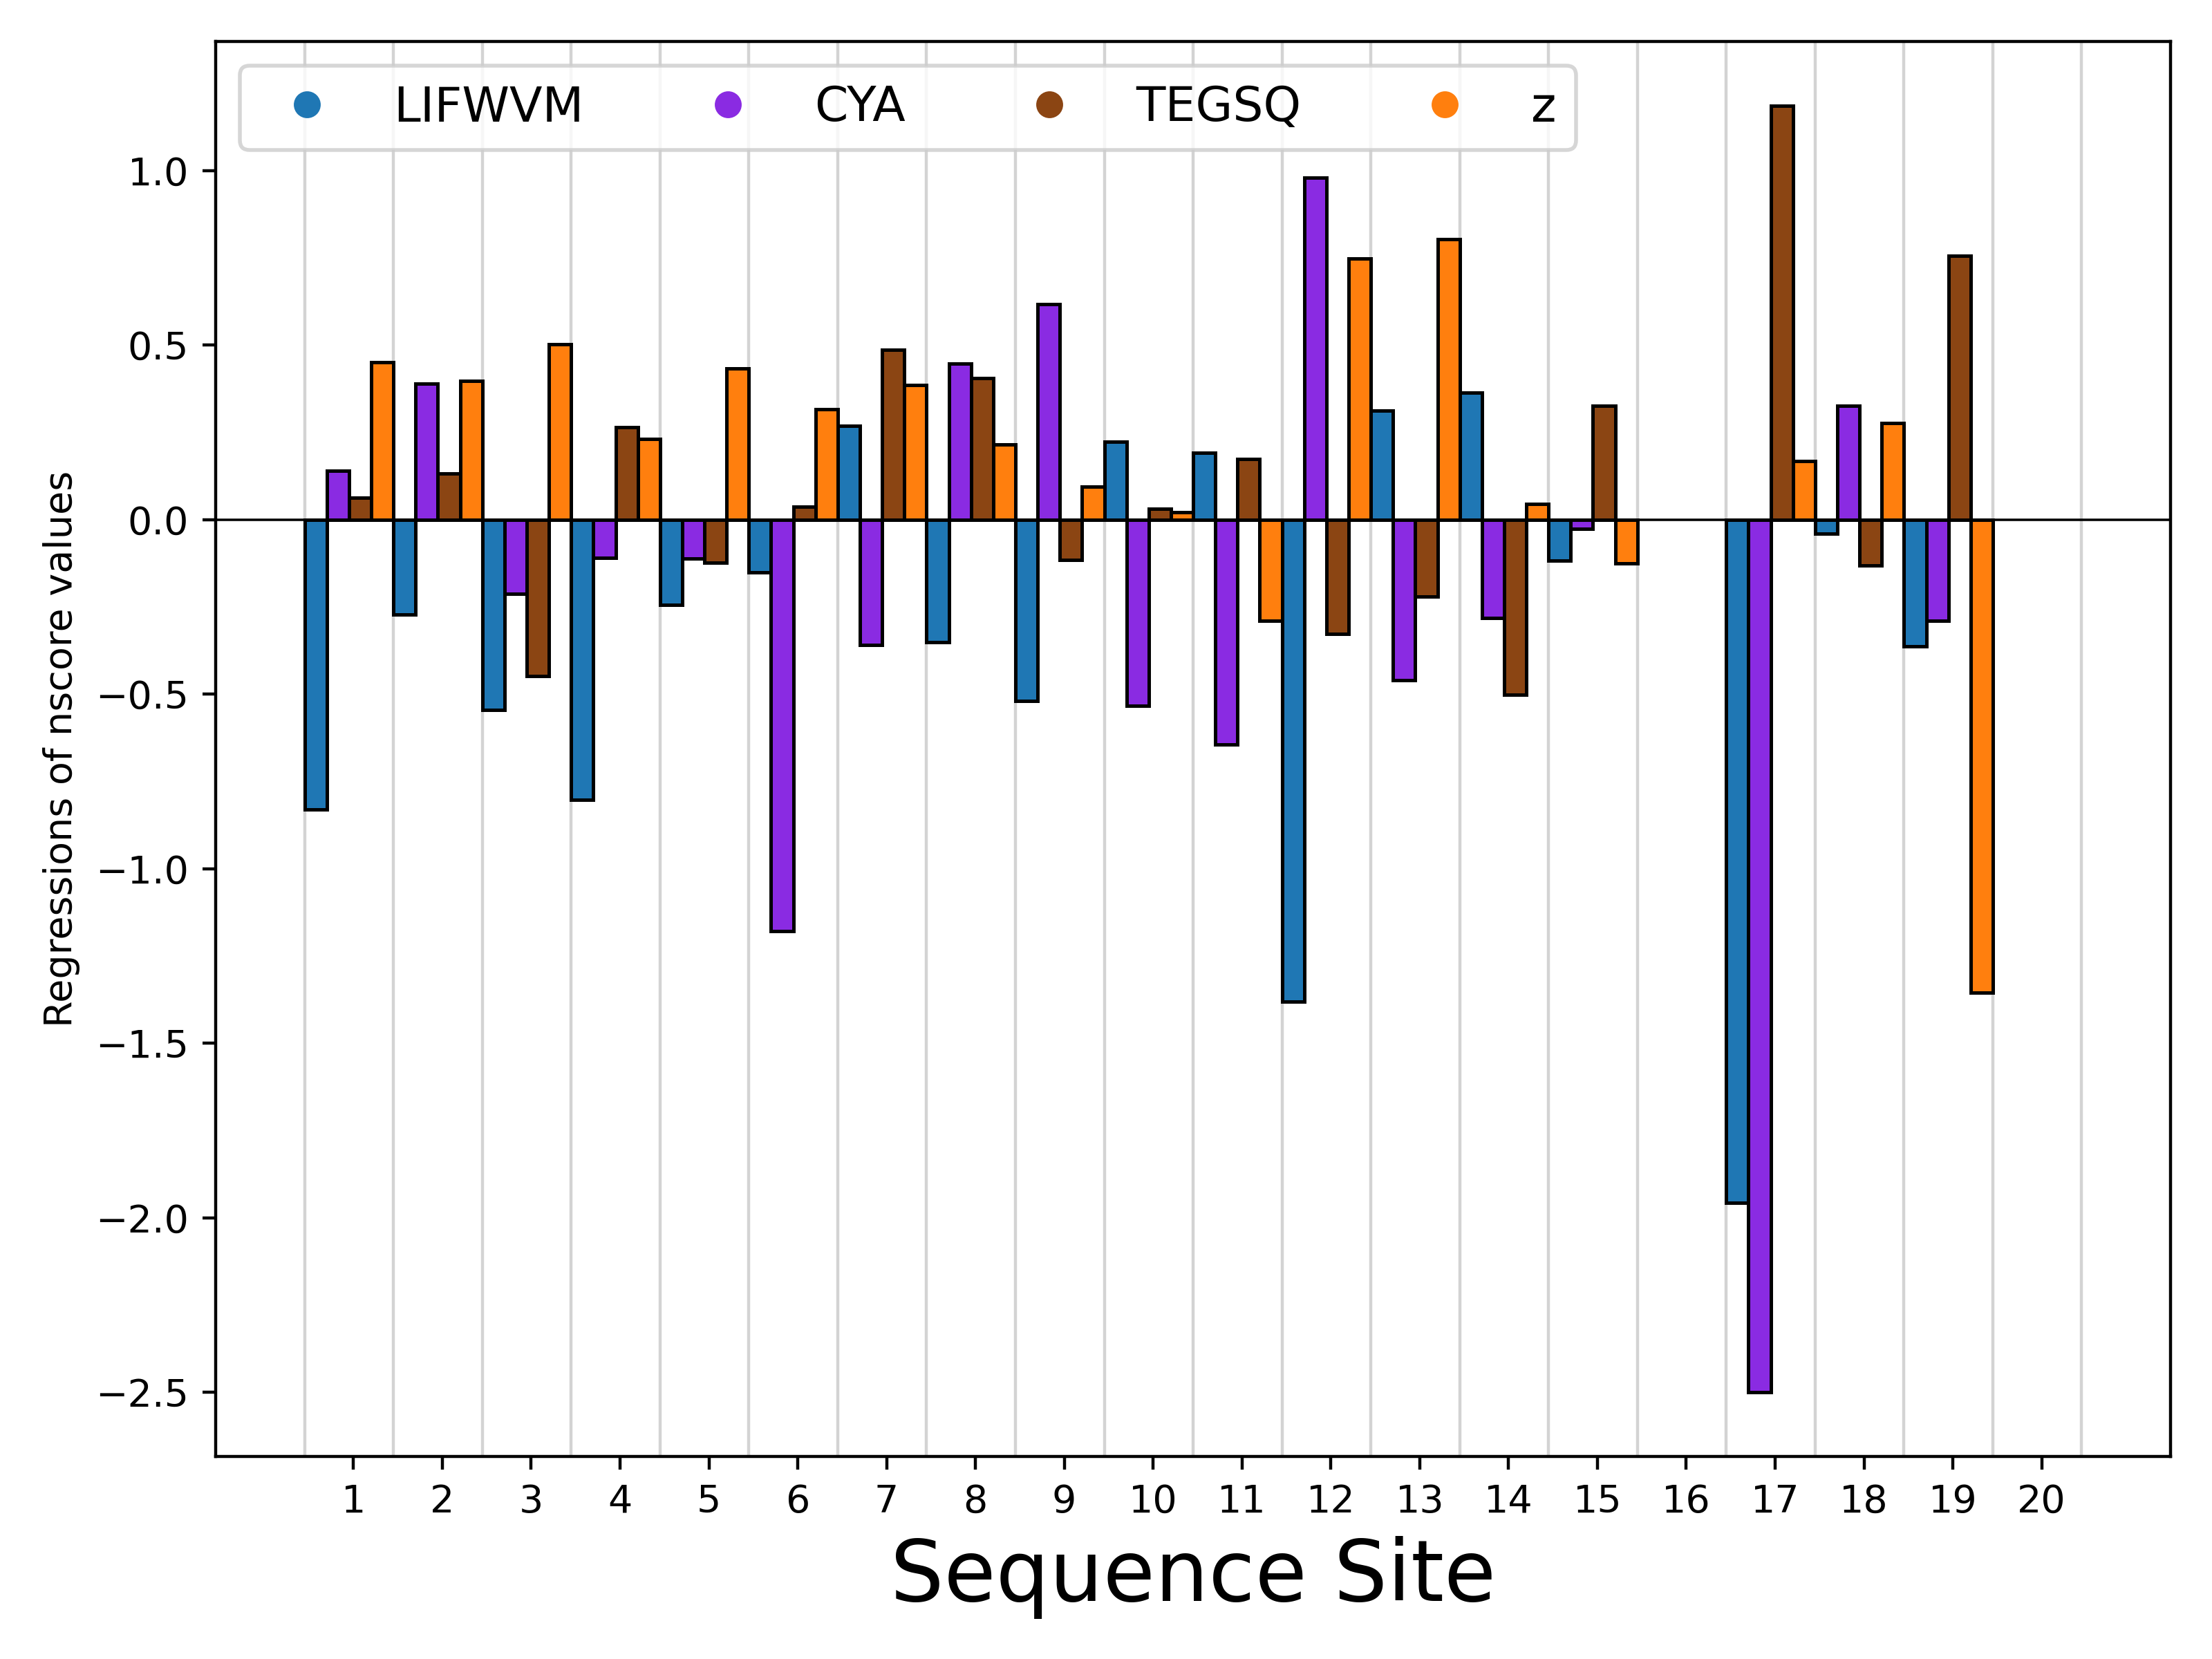 LIFWVM CYA TEGSQ z
1.0
0.5
0.0
−0.5
−1.0
−1.5
−2.0
−2.5
Regressions of nscore values
1 2 3 4 5 6 7 8 9 10 11 12 13 14 15 16 17 18 19 20
Sequence Site